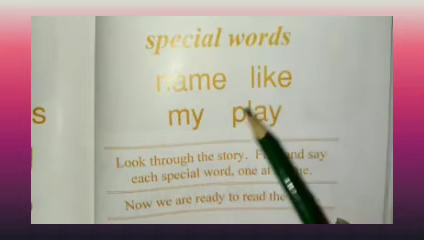 special words
name like
my play
Look through the story. and say
each special word, one at
Now we are ready to read the
s